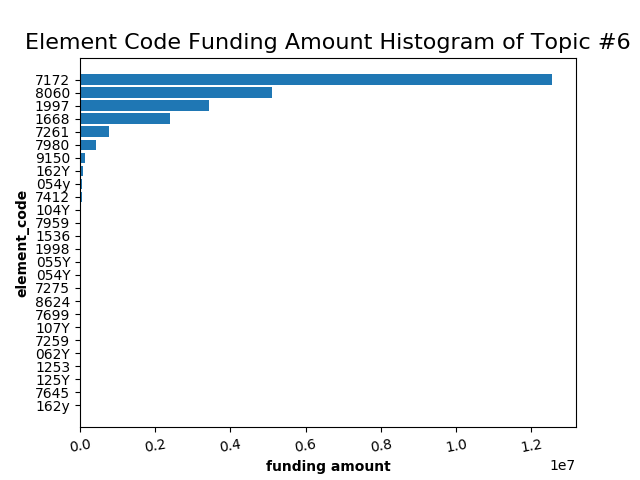 Element Code Funding Amount Histogram of Topic #6
7172
8060
1997
1668
7261
7980
9150
162Y
054y
7412
104Y
7959
1536
1998
055Y
054Y
7275
8624
7699
107Y
7259
062Y
1253
125Y
7645
162y
element_code
0.0 0.2 0.4 0.6 0.8 1.0 1.2
1e7
funding amount